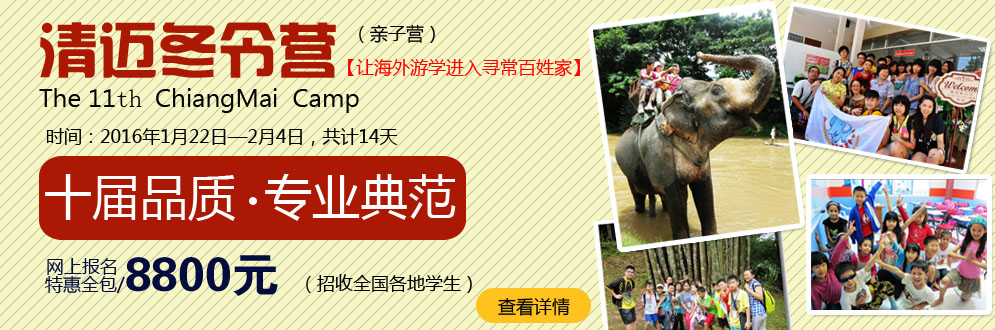 清迈冬令营
（亲子营）
【让海外游学进入寻常百姓家】
The 11th ChiangMai Camp
时间：2016年1月22日—2月4日，共计14天
十届品质·专业典范
网上报名
特惠全包/8800元
（招收全国各地学生）
查看详情
Welcome